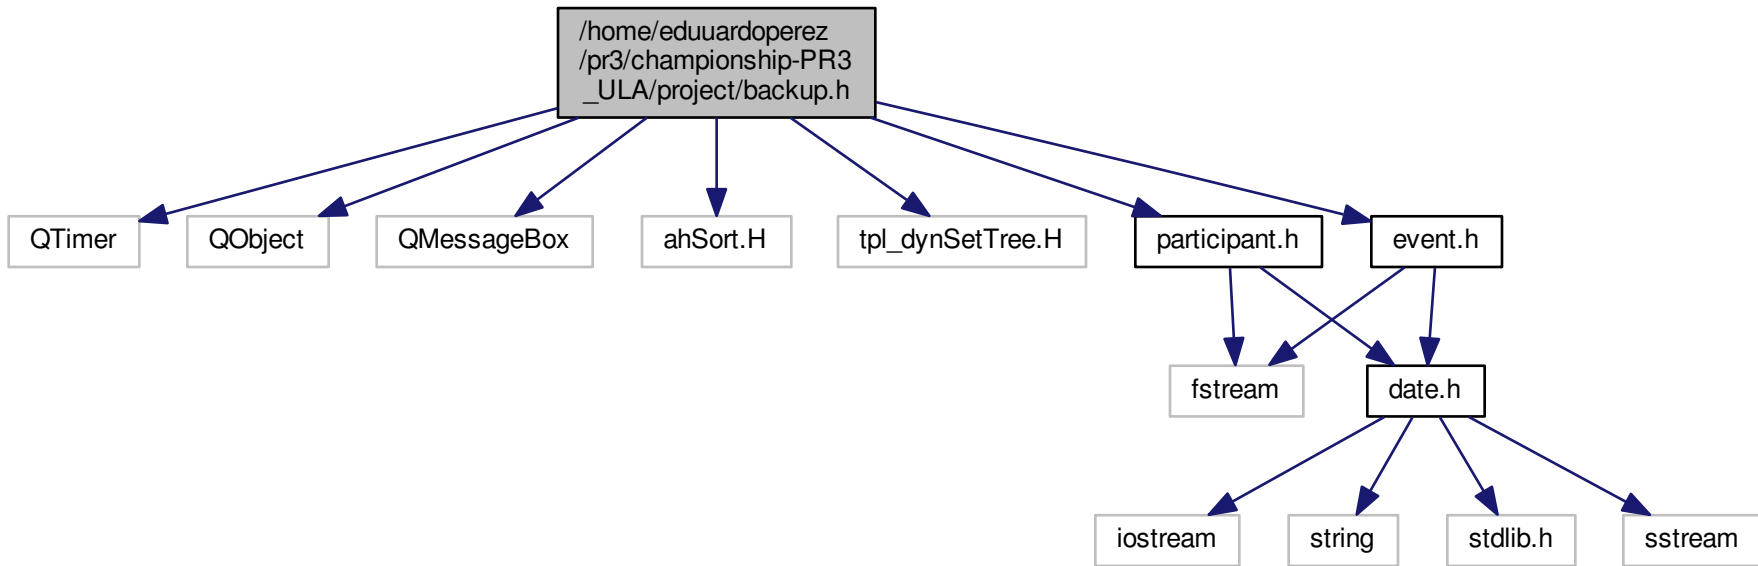 /home/eduuardoperez
/pr3/championship-PR3
_ULA/project/backup.h
QTimer
QObject
QMessageBox
ahSort.H
tpl_dynSetTree.H
participant.h
event.h
fstream
date.h
iostream
string
stdlib.h
sstream